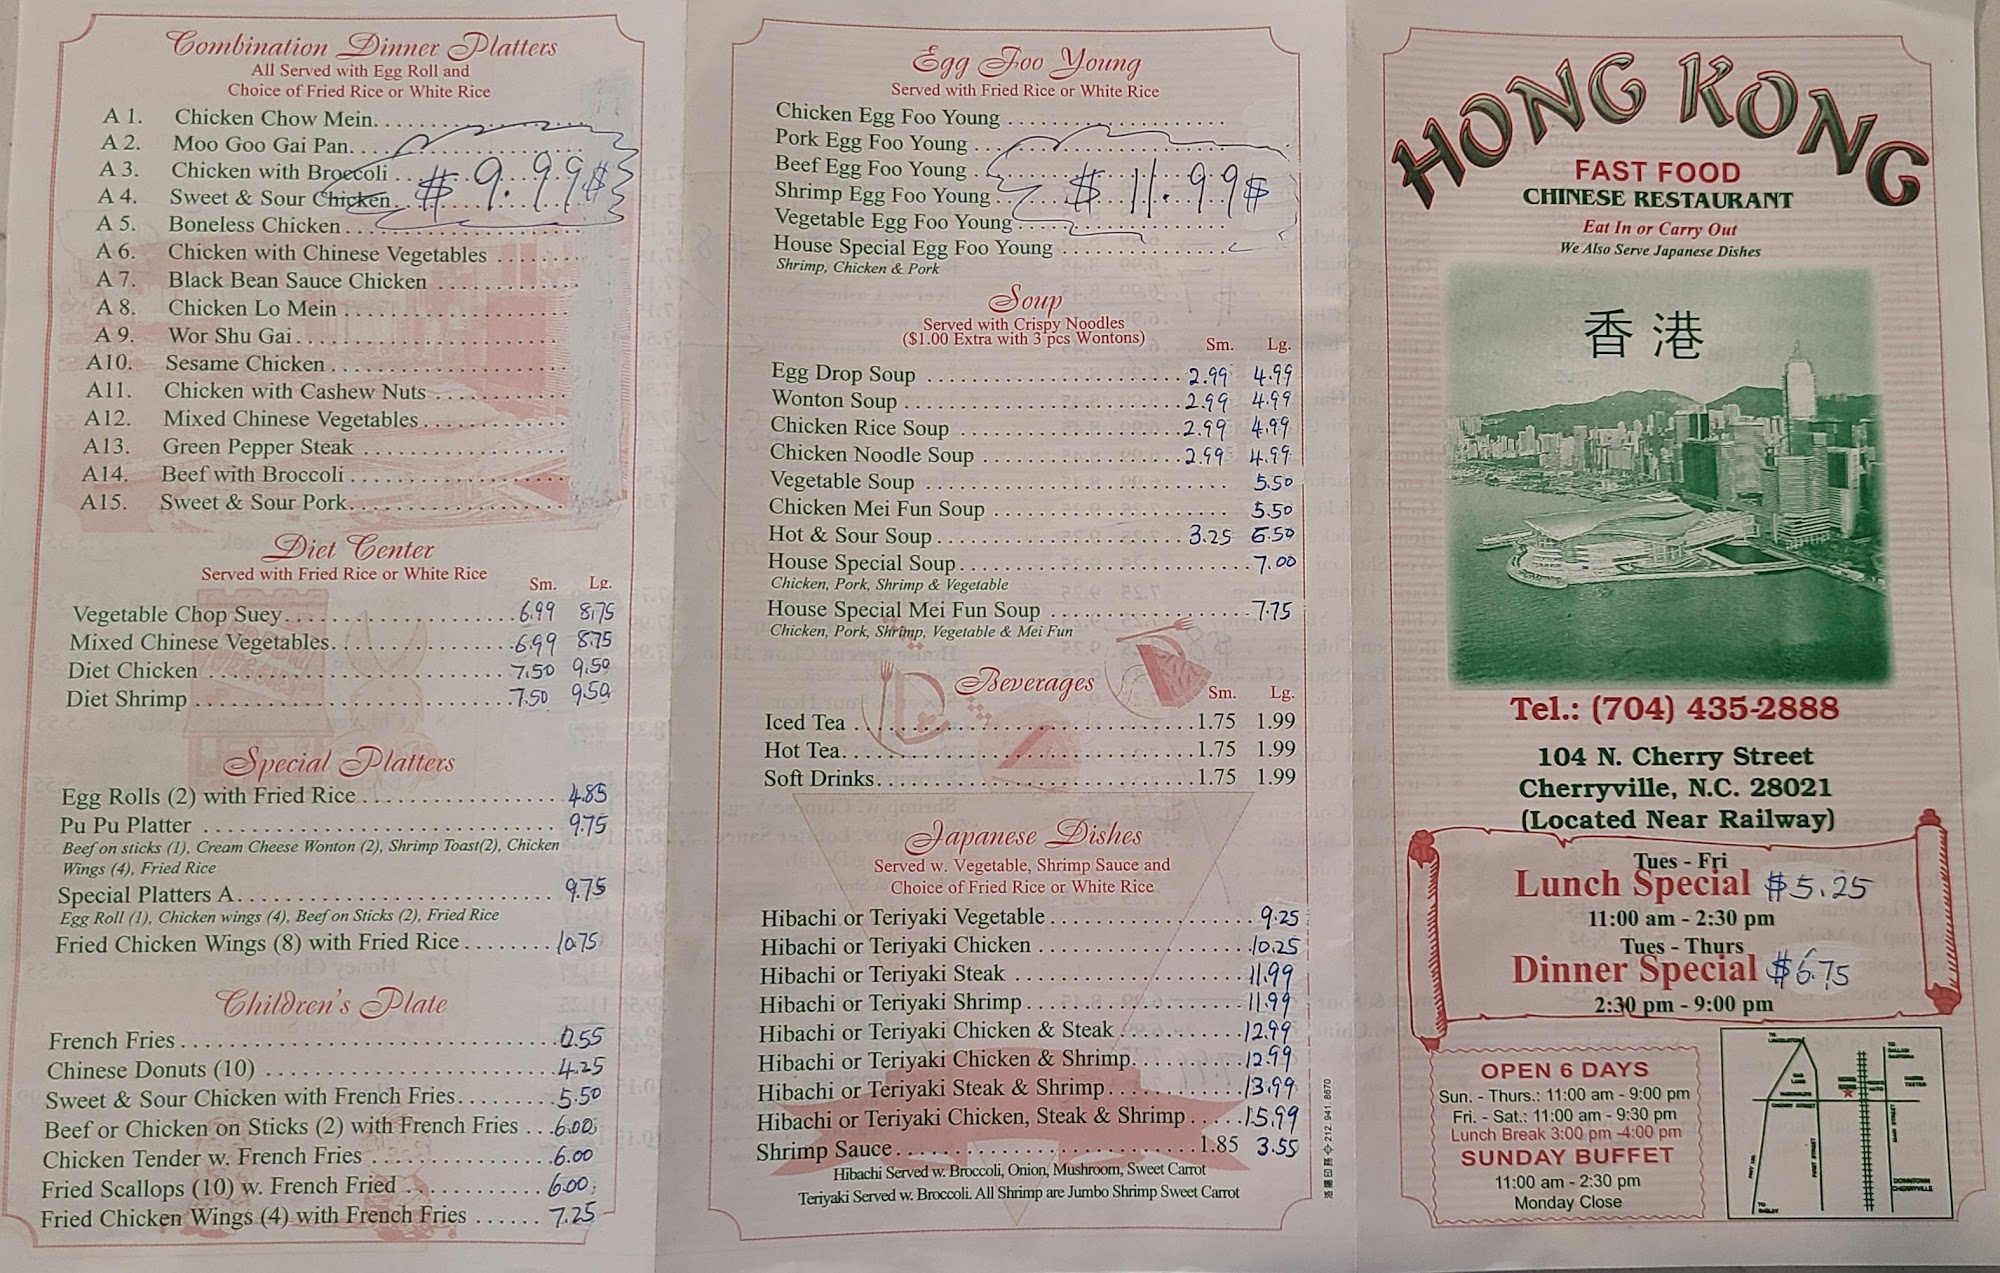 Combination Dinner Platters
All Served with Egg Roll and
Choice of Fried Rice or White Rice
A 1. Chicken Chow Mein
A 2. Moo Goo Gai Pan
A 3. Chicken with Broccoli
A 4. Sweet & Sour Chicken
$9.99$
A 5. Boneless Chicken
A 6. Chicken with Chinese Vegetables
A 7. Black Bean Sauce Chicken
A 8. Chicken Lo Mein
A 9. Wor Shu Gai
A10. Sesame Chicken
A11. Chicken with Cashew Nuts
A12. Mixed Chinese Vegetables
A13. Green Pepper Steak
A14. Beef with Broccoli
A15. Sweet & Sour Pork
Diet Center
Served with Fried Rice or White Rice
Sm. Lg.
Vegetable Chop Suey 6.99 8.75
Mixed Chinese Vegetables 6.99 8.75
Diet Chicken 7.50 9.50
Diet Shrimp 7.50 9.50
Special Platters
Egg Rolls (2) with Fried Rice 4.85
Pu Pu Platter 9.75
Beef on sticks (1), Cream Cheese Wonton (2), Shrimp Toast(2), Chicken
Wings (4), Fried Rice
Special Platters A 9.75
Egg Roll (1), Chicken wings (4), Beef on Sticks (2), Fried Rice
Fried Chicken Wings (8) with Fried Rice 10.75
Children's Plate
French Fries
Chinese Donuts (10) 4.25
Sweet & Sour Chicken with French Fries 5.50
Beef or Chicken on Sticks (2) with French Fries 6.00
Chicken Tender w. French Fries 6.00
Fried Scallops (10) w. French Fried 6.00
Fried Chicken Wings (4) with French Fries 7.25
Egg Foo Young
Served with Fried Rice or White Rice
Chicken Egg Foo Young
Pork Egg Foo Young
Beef Egg Foo Young
Shrimp Egg Foo Young
$11.99$
Vegetable Egg Foo Young
House Special Egg Foo Young
Shrimp, Chicken & Pork
Soup
Served with Crispy Noodles
($1.00 Extra with 3 pcs Wontons)
Sm. Lg.
Egg Drop Soup 2.99 4.99
Wonton Soup 2.99 4.99
Chicken Rice Soup 2.99 4.99
Chicken Noodle Soup 2.99 4.99
Vegetable Soup 5.50
Chicken Mei Fun Soup 5.50
Hot & Sour Soup 3.25 6.50
House Special Soup 7.00
Chicken, Pork, Shrimp & Vegetable
House Special Mei Fun Soup 7.75
Chicken, Pork, Shrimp, Vegetable & Mei Fun
Beverages
Sm. Lg.
Iced Tea 1.75 1.99
Hot Tea 1.75 1.99
Soft Drinks 1.75 1.99
Japanese Dishes
Served w. Vegetable, Shrimp Sauce and
Choice of Fried Rice or White Rice
Hibachi or Teriyaki Vegetable 9.25
Hibachi or Teriyaki Chicken 10.25
Hibachi or Teriyaki Steak 11.99
Hibachi or Teriyaki Shrimp 11.99
Hibachi or Teriyaki Chicken & Steak 12.99
Hibachi or Teriyaki Chicken & Shrimp 12.99
Hibachi or Teriyaki Steak & Shrimp 13.99
Hibachi or Teriyaki Chicken, Steak & Shrimp 15.99
Shrimp Sauce 1.85 3.55
Hibachi Served w. Broccoli, Onion, Mushroom, Sweet Carrot
Teriyaki Served w. Broccoli. All Shrimp are Jumbo Shrimp Sweet Carrot
212 941 8670
HONG KONG
FAST FOOD
CHINESE RESTAURANT
Eat In or Carry Out
We Also Serve Japanese Dishes
香港
Tel.: (704) 435-2888
104 N. Cherry Street
Cherryville, N.C. 28021
(Located Near Railway)
Tues - Fri
Lunch Special $5.25
11:00 am - 2:30 pm
Tues - Thurs
Dinner Special $6.75
2:30 pm - 9:00 pm
OPEN 6 DAYS
Sun. - Thurs.: 11:00 am - 9:00 pm
Fri. - Sat.: 11:00 am - 9:30 pm
Lunch Break 3:00 pm -4:00 pm
SUNDAY BUFFET
11:00 am - 2:30 pm
Monday Close